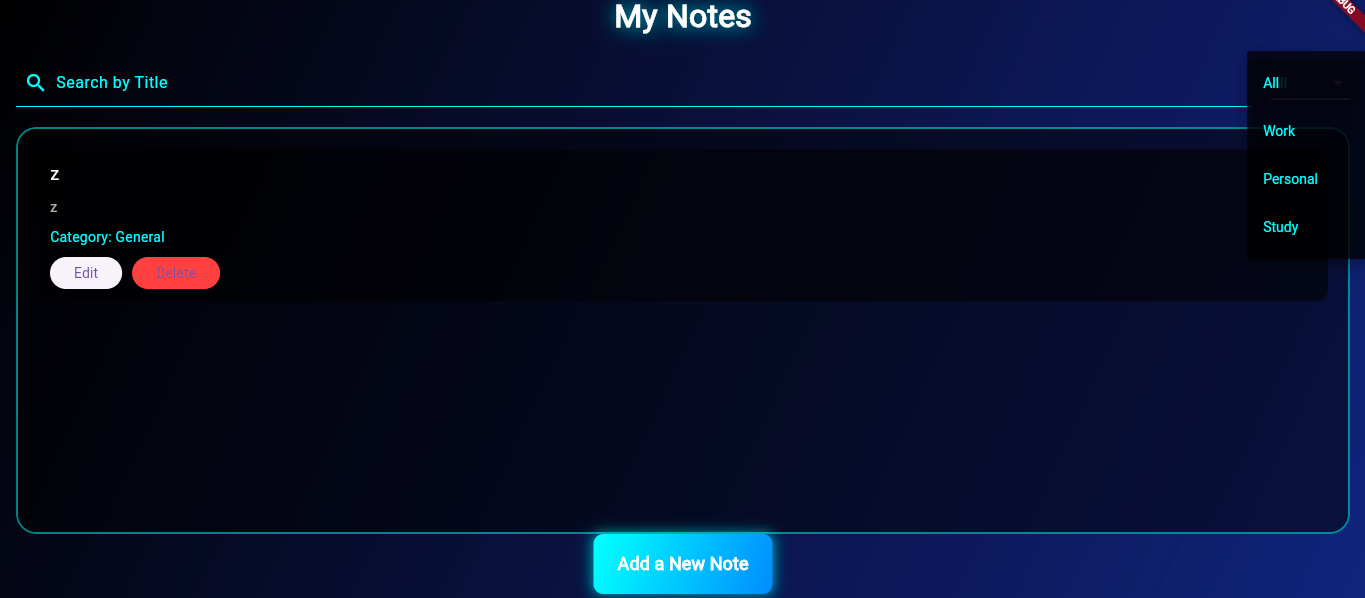 My Notes
Search by Title
All
Work
Personal
Study
z
z
Category: General
Edit
Delete
Add a New Note